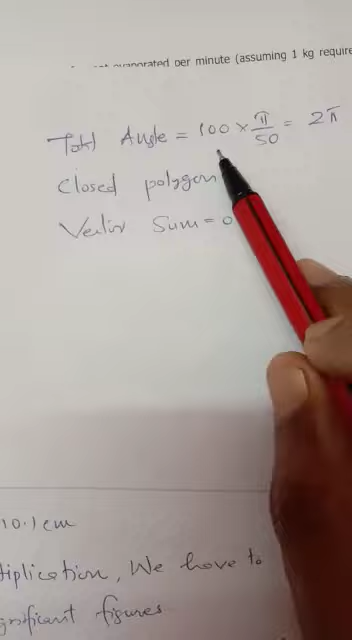 evaporated per minute (assuming 1 kg require
Total Angle = 100 × π/50 = 2π
Closed polygon
Vector Sum = 0
10.1 cm
tiplication, We have to
gnificant figures